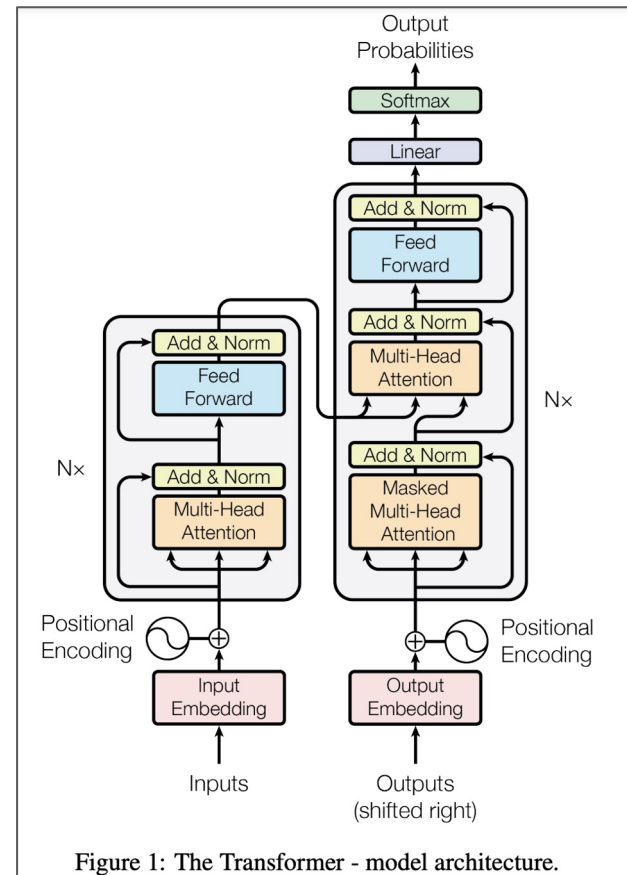 Output
Probabilities
Softmax
Linear
Add & Norm
Feed
Forward
Add & Norm
Multi-Head
Attention
Add & Norm
Masked
Multi-Head
Attention
N×
Add & Norm
Feed
Forward
Add & Norm
Multi-Head
Attention
N×
Positional
Encoding
Positional
Encoding
Input
Embedding
Output
Embedding
Inputs
Outputs
(shifted right)
Figure 1: The Transformer - model architecture.